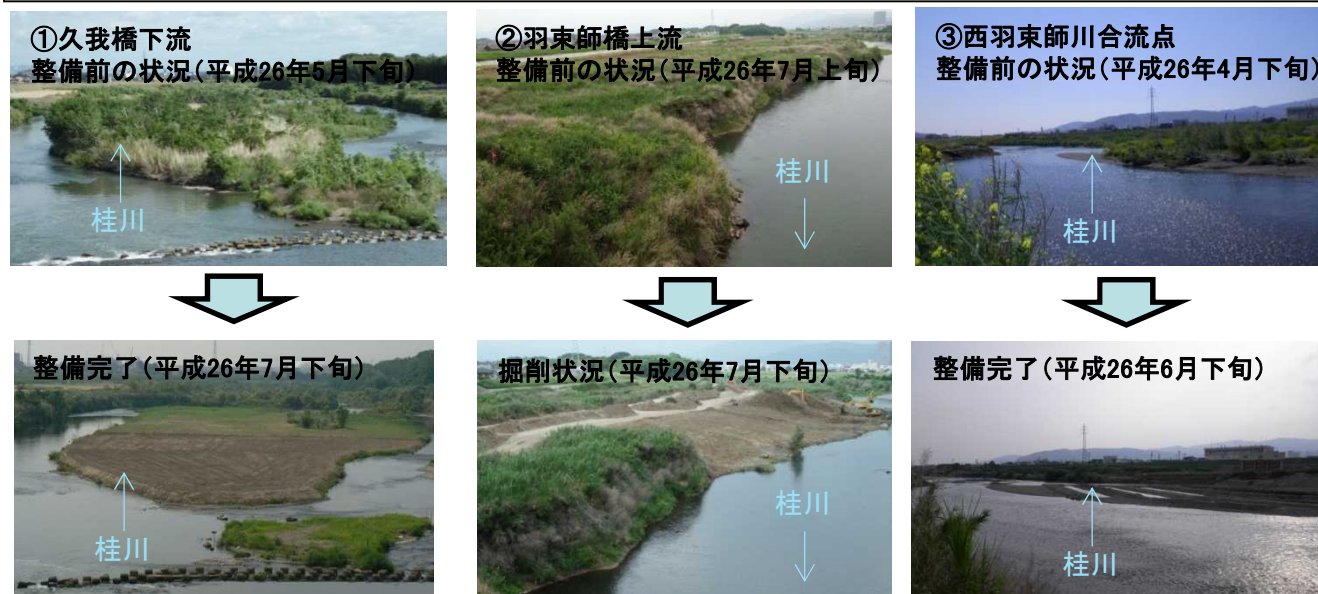 ①久我橋下流
整備前の状況(平成26年5月下旬)
桂川
②羽束師橋上流
整備前の状況(平成26年7月上旬)
桂川
③西羽束師川合流点
整備前の状況(平成26年4月下旬)
桂川
整備完了(平成26年7月下旬)
桂川
掘削状況(平成26年7月下旬)
桂川
整備完了(平成26年6月下旬)
桂川